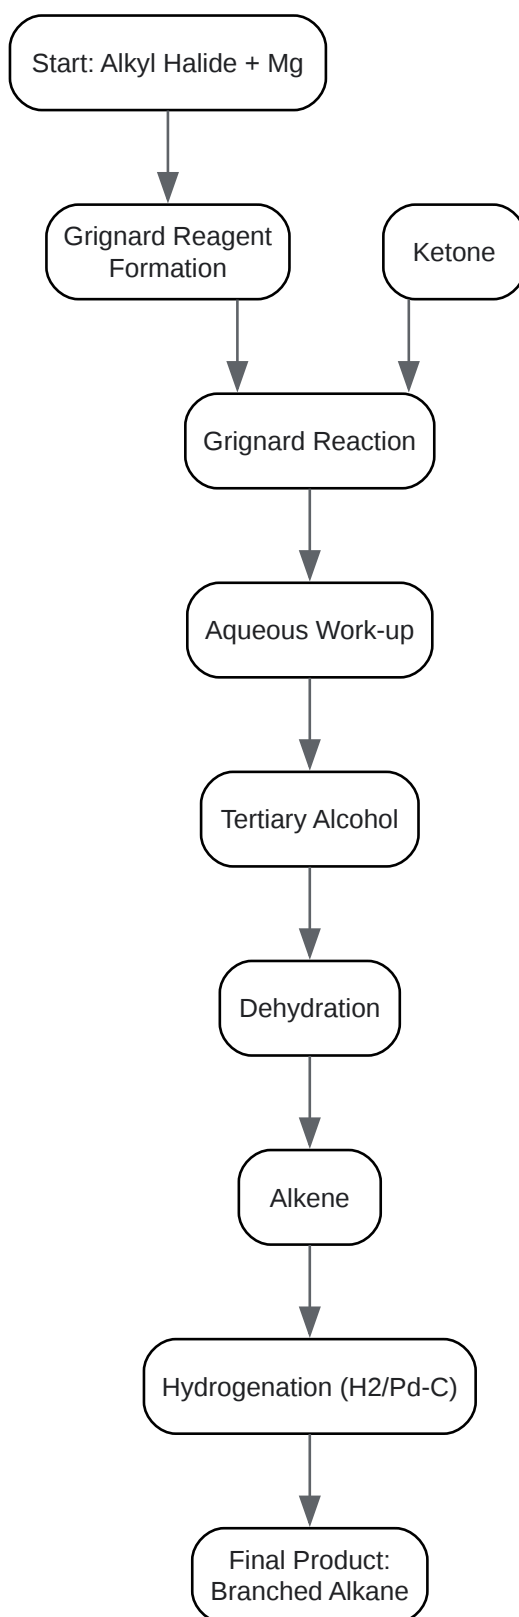 Start: Alkyl Halide + Mg
Grignard Reagent
Formation
Ketone
Grignard Reaction
Aqueous Work-up
Tertiary Alcohol
Dehydration
Alkene
Hydrogenation (H2/Pd-C)
Final Product:
Branched Alkane